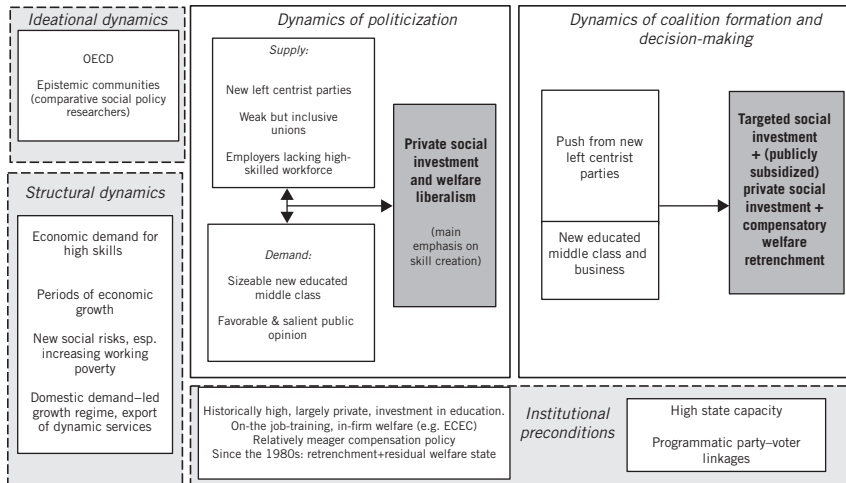 Ideational dynamics
OECD
Epistemic communities
(comparative social policy
researchers)
Structural dynamics
Economic demand for
high skills
Periods of economic
growth
New social risks, esp.
increasing working
poverty
Domestic demand–led
growth regime, export
of dynamic services
Dynamics of politicization
Supply:
New left centrist parties
Weak but inclusive
unions
Employers lacking high-
skilled workforce
Demand:
Sizeable new educated
middle class
Favorable & salient public
opinion
Private social
investment
and welfare
liberalism
(main
emphasis on
skill creation)
Dynamics of coalition formation and
decision-making
Push from new
left centrist
parties
New educated
middle class and
business
Targeted social
investment
+ (publicly
subsidized)
private social
investment +
compensatory
welfare
retrenchment
Historically high, largely private, investment in education.
On-the job-training, in-firm welfare (e.g. ECEC)
Relatively meager compensation policy
Since the 1980s: retrenchment+residual welfare state
Institutional
preconditions
High state capacity
Programmatic party–voter
linkages